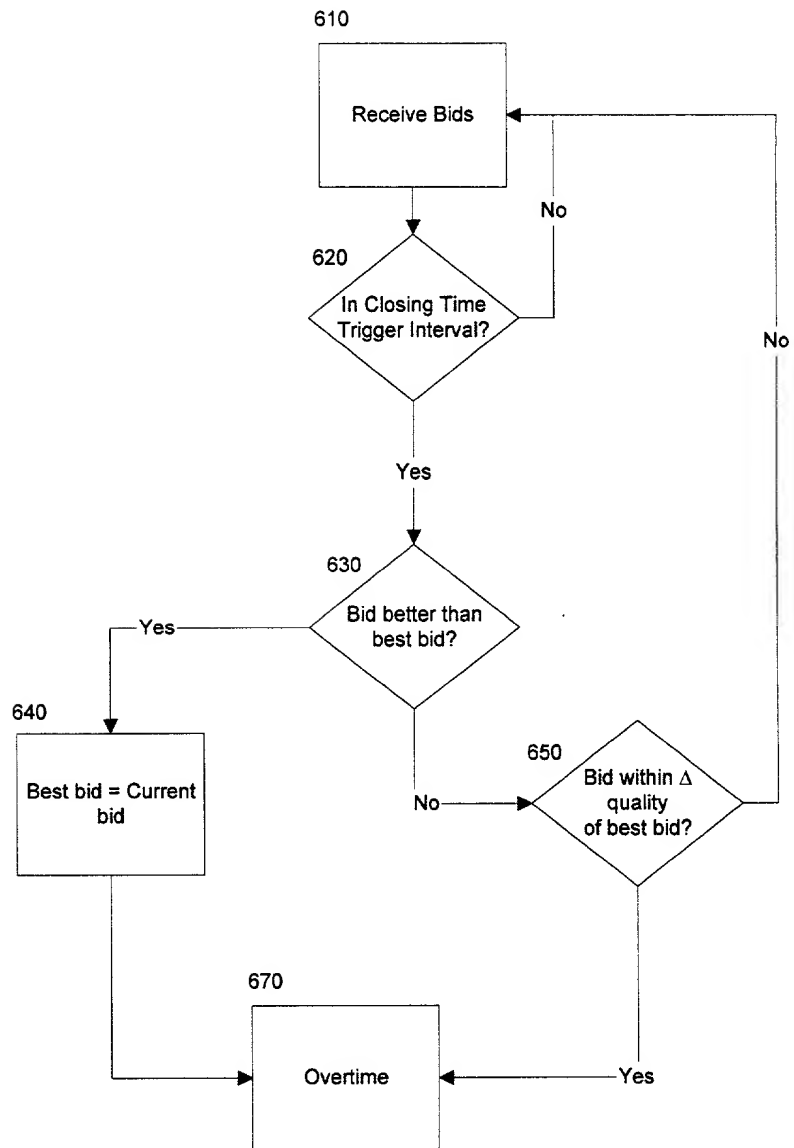 610
Receive Bids
No
620
In Closing Time
Trigger Interval?
No
Yes
630
Bid better than
best bid?
Yes
640
Best bid = Current
bid
650
Bid within Δ
quality
of best bid?
No
670
Overtime
Yes